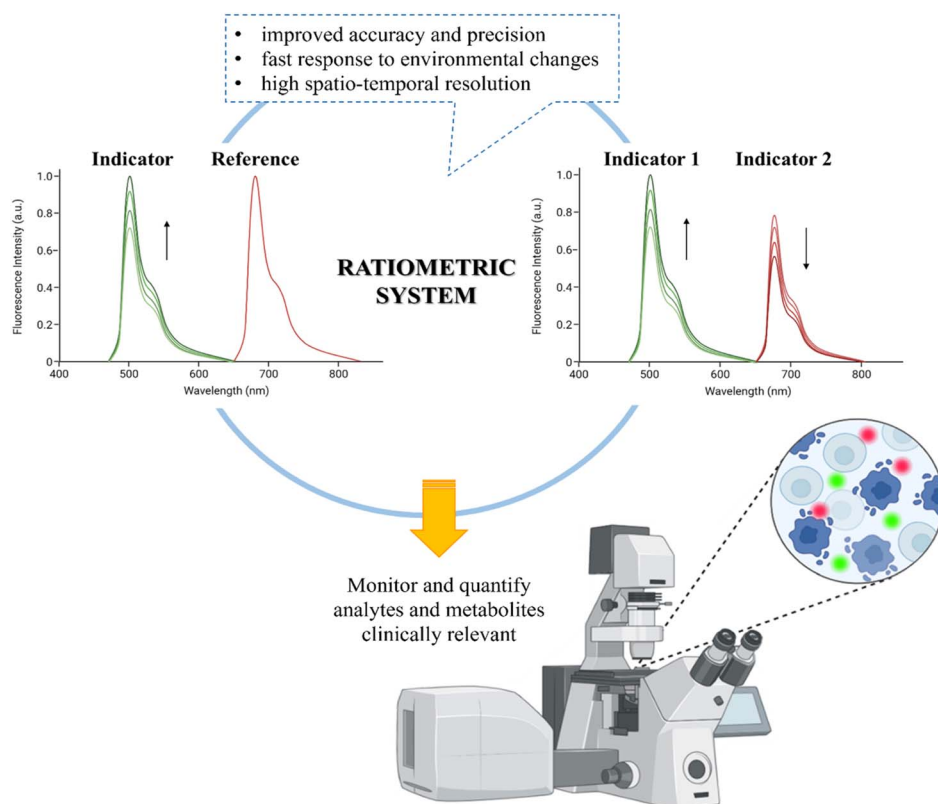 • improved accuracy and precision
• fast response to environmental changes
• high spatio-temporal resolution
Indicator
Reference
Fluorescence Intensity (a.u.)
1.0
0.8
0.6
0.4
0.2
0
400
500
600
700
800
Wavelength (nm)
RATIOMETRIC
SYSTEM
Indicator 1
Indicator 2
Fluorescence Intensity (a.u.)
1.0
0.8
0.6
0.4
0.2
0
400
500
600
700
800
Wavelength (nm)
Monitor and quantify
analytes and metabolites
clinically relevant